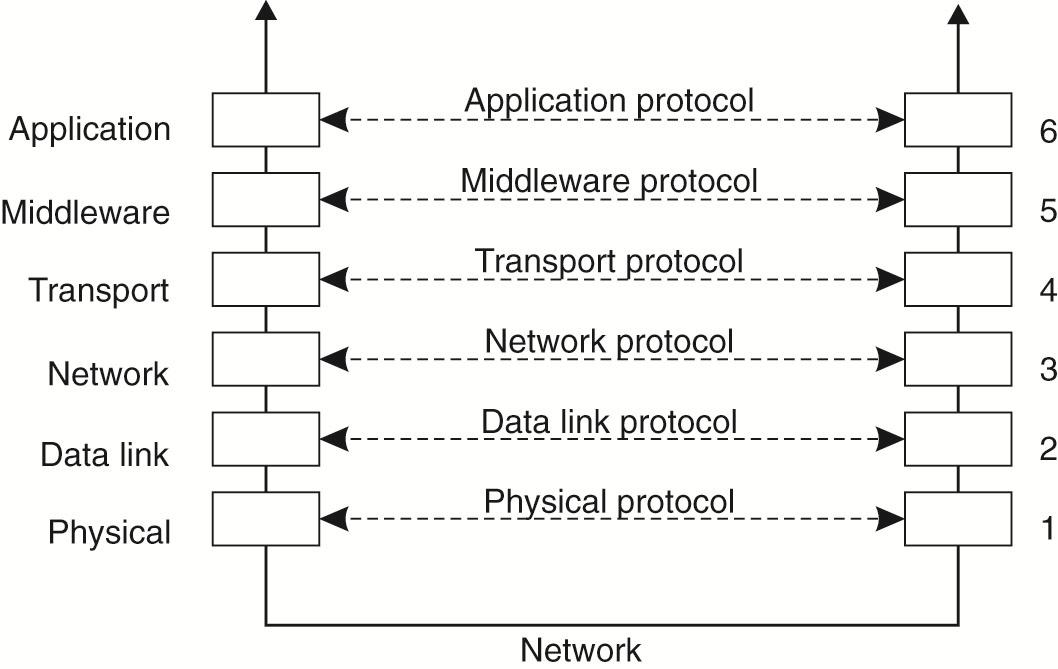 Application Application protocol 6
Middleware Middleware protocol 5
Transport Transport protocol 4
Network Network protocol 3
Data link Data link protocol 2
Physical Physical protocol 1
Network